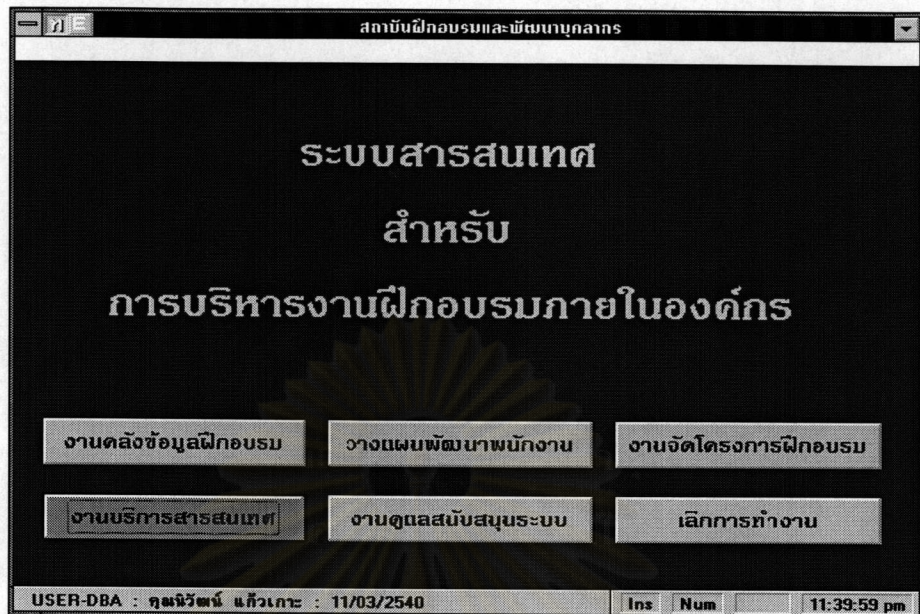 ก E สถาบันฝึกอบรมและพัฒนาบุคลากร
ระบบสารสนเทศ
สำหรับ
การบริหารงานฝึกอบรมภายในองค์กร
งานคลังข้อมูลฝึกอบรม วางแผนพัฒนาพนักงาน งานจัดโครงการฝึกอบรม
งานบริการสารสนเทศ งานดูแลสนับสนุนระบบ เลิกการทำงาน
USER-DBA : คุณนิวัฒน์ แก้วเกาะ : 11/03/2540 Ins Num 11:39:59 pm